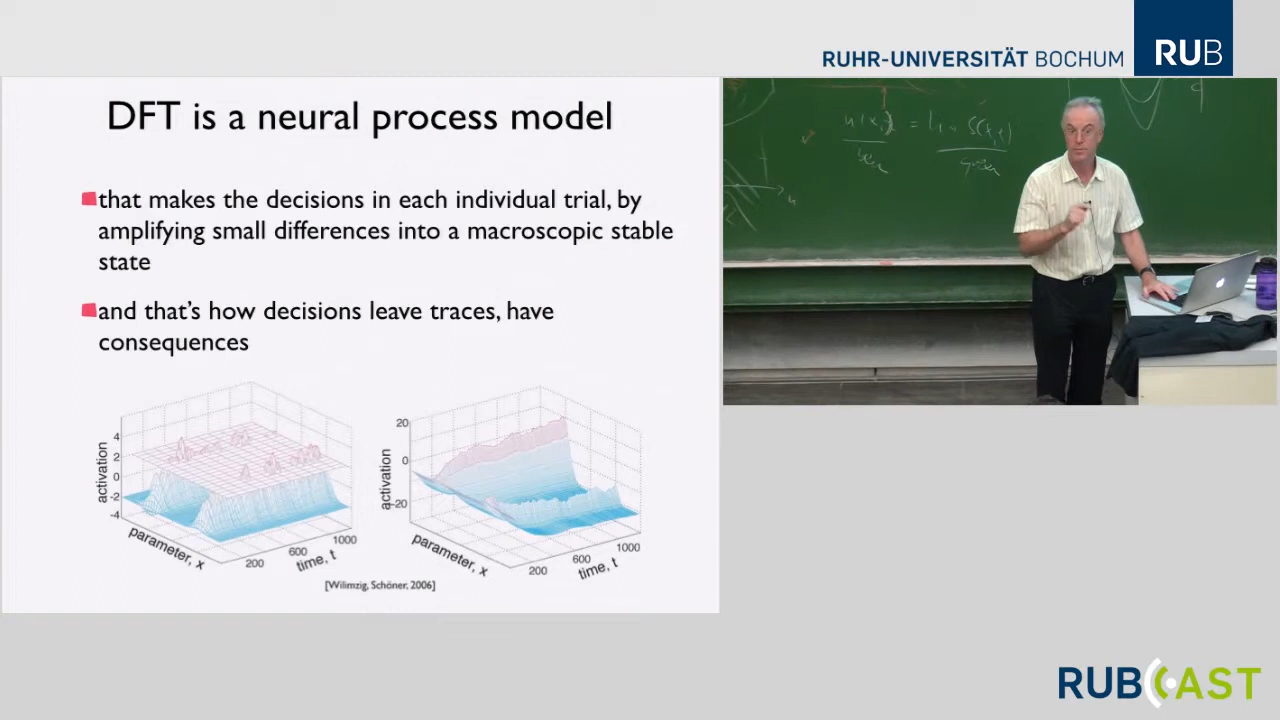 RUHR-UNIVERSITÄT BOCHUM
RUB
DFT is a neural process model
that makes the decisions in each individual trial, by
amplifying small differences into a macroscopic stable
state
and that's how decisions leave traces, have
consequences
activation
4
2
0
-2
-4
parameter, x
200
600
1000
time, t
activation
20
0
-20
parameter, x
200
600
1000
time, t
[Wilimzig, Schöner, 2006]
RUBCAST